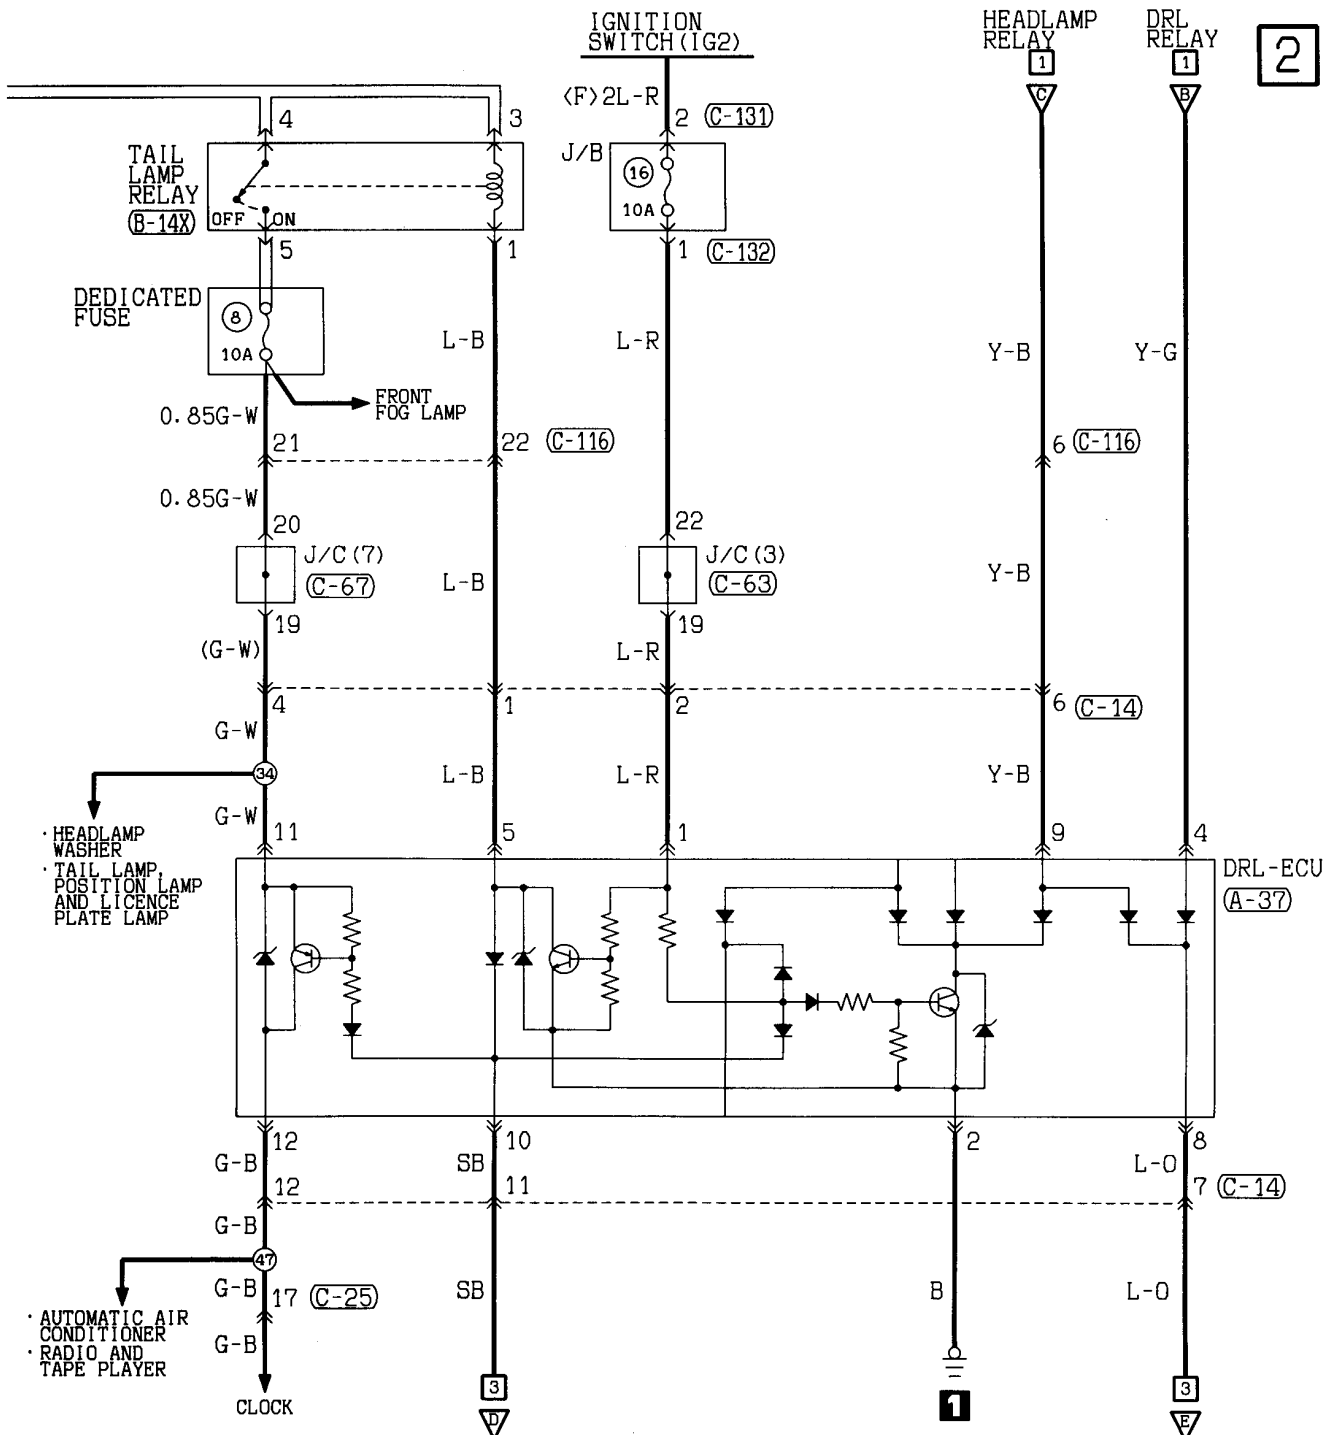 IGNITION
SWITCH(IG2)
HEADLAMP
RELAY
DRL
RELAY
2
1
1
C
B
⟨F⟩2L-R
4
3
2
(C-131)
TAIL
LAMP
RELAY
(B-14X)
OFF
ON
J/B
16
10A
5
1
1
(C-132)
DEDICATED
FUSE
8
10A
L-B
L-R
Y-B
Y-G
FRONT
FOG LAMP
0.85G-W
21
22
(C-116)
6
(C-116)
0.85G-W
20
22
J/C(7)
(C-67)
L-B
J/C(3)
(C-63)
Y-B
19
19
(G-W)
L-R
4
1
2
6
(C-14)
G-W
34
L-B
L-R
Y-B
G-W
11
5
1
9
4
· HEADLAMP
WASHER
· TAIL LAMP,
POSITION LAMP
AND LICENCE
PLATE LAMP
DRL-ECU
(A-37)
12
10
2
8
G-B
SB
L-O
12
11
7
(C-14)
G-B
47
G-B
17
(C-25)
SB
B
L-O
· AUTOMATIC AIR
CONDITIONER
· RADIO AND
TAPE PLAYER
G-B
CLOCK
3
D
1
3
E